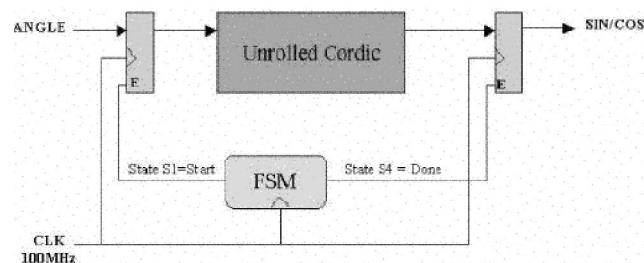 ANGLE
SIN/COS
Unrolled Cordic
E
E
State S1=Start
FSM
State S4 = Done
CLK
100MHz